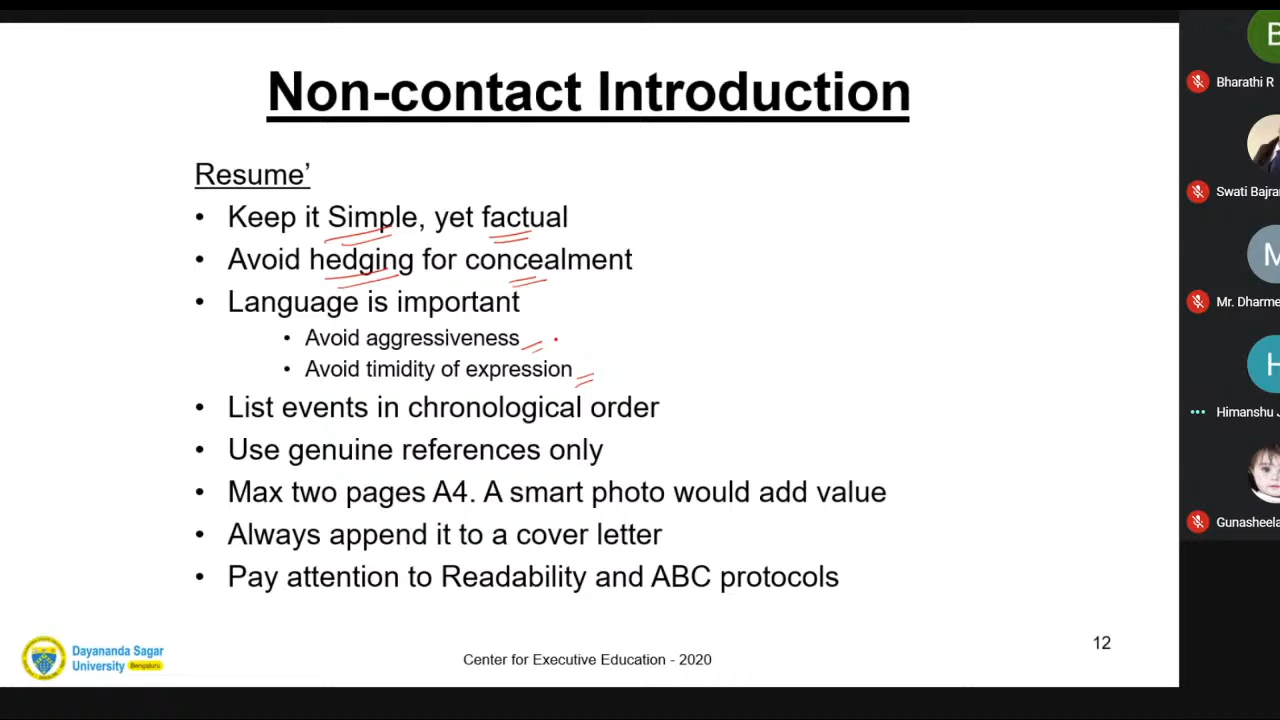 Non-contact Introduction
Resume’
• Keep it Simple, yet factual
• Avoid hedging for concealment
• Language is important
• Avoid aggressiveness
• Avoid timidity of expression
• List events in chronological order
• Use genuine references only
• Max two pages A4. A smart photo would add value
• Always append it to a cover letter
• Pay attention to Readability and ABC protocols
12
Dayananda Sagar
University Bengaluru
Center for Executive Education - 2020
B
Bharathi R
Swati Bajra
M
Mr. Dharme
H
Himanshu J
Gunasheela